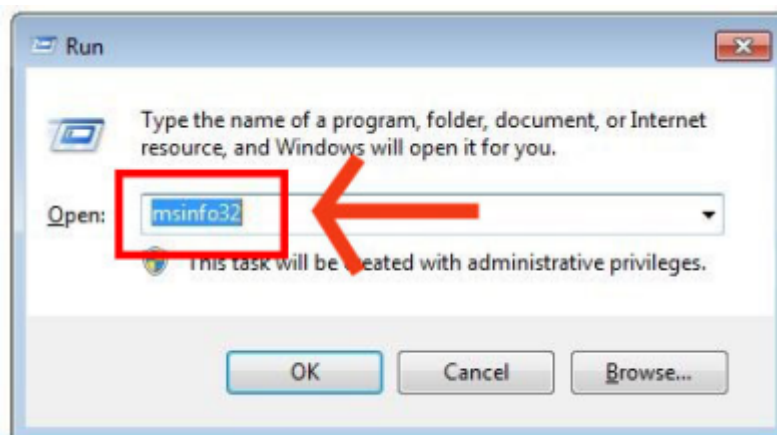 Run
Type the name of a program, folder, document, or Internet
resource, and Windows will open it for you.
Open: msinfo32
This task will be created with administrative privileges.
OK Cancel Browse...